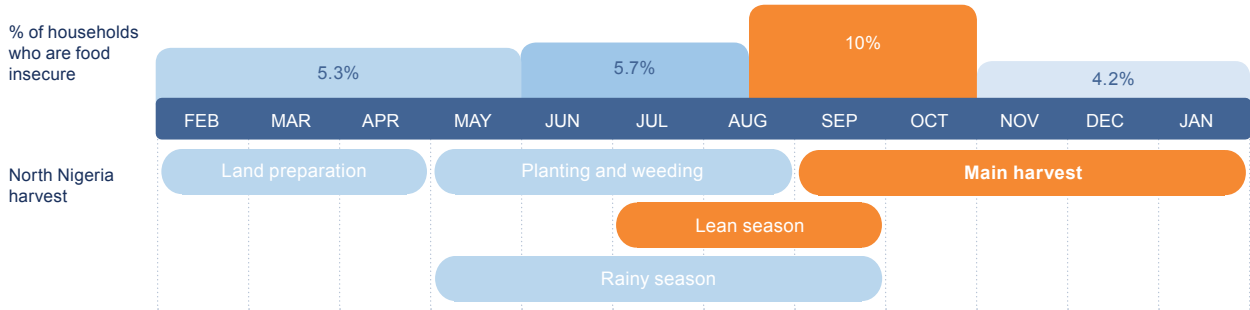 % of households
who are food
insecure
5.3%
5.7%
10%
4.2%
FEB MAR APR MAY JUN JUL AUG SEP OCT NOV DEC JAN
North Nigeria
harvest
Land preparation
Planting and weeding
Main harvest
Lean season
Rainy season